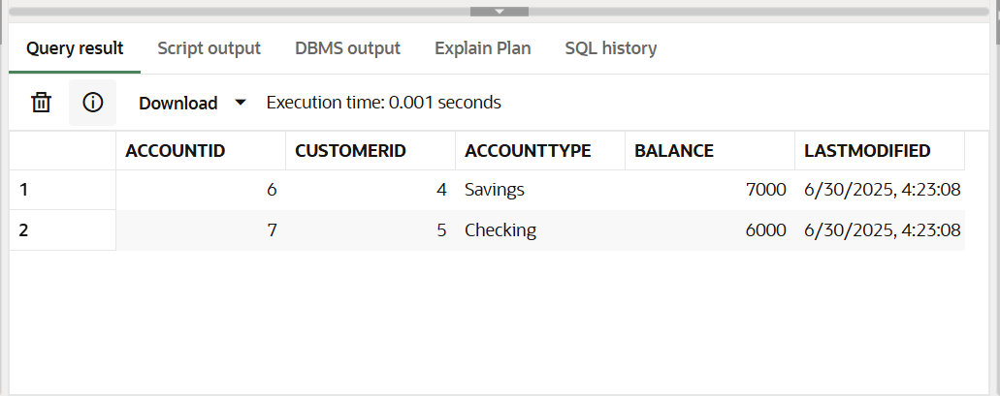 Query result Script output DBMS output Explain Plan SQL history
Download Execution time: 0.001 seconds
ACCOUNTID CUSTOMERID ACCOUNTTYPE BALANCE LASTMODIFIED
1 6 4 Savings 7000 6/30/2025, 4:23:08
2 7 5 Checking 6000 6/30/2025, 4:23:08